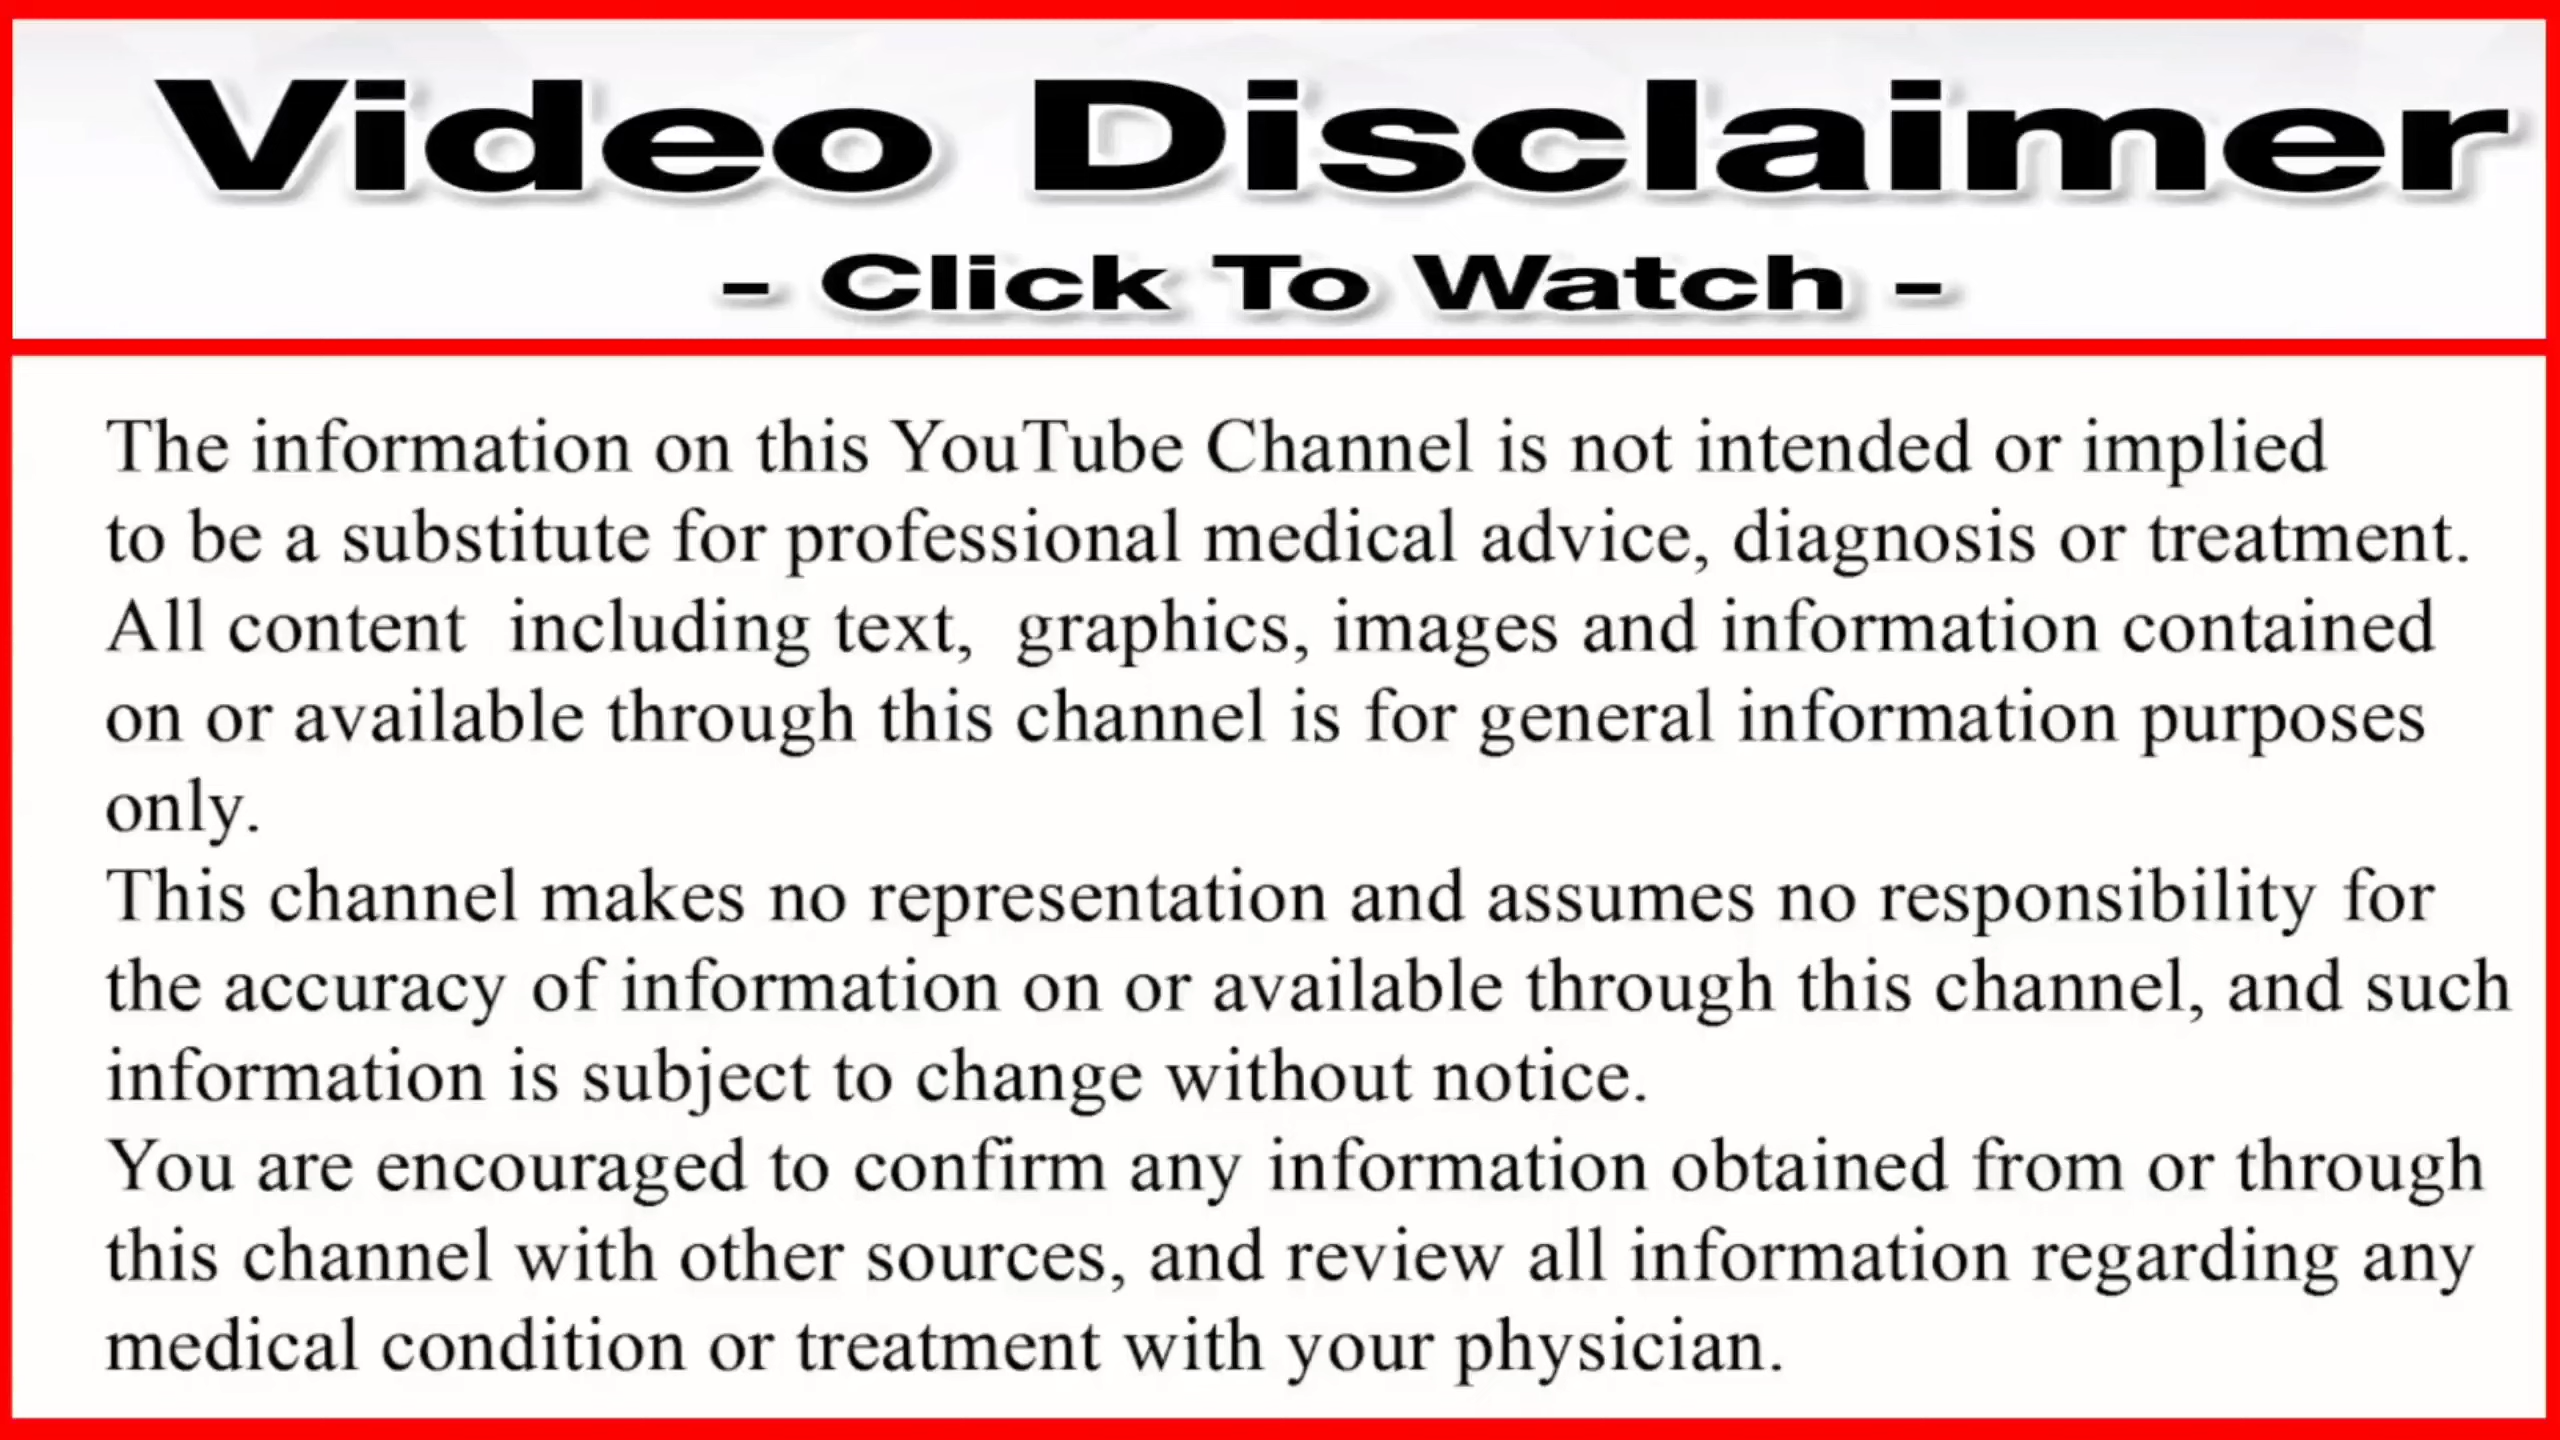 Video Disclaimer
- Click To Watch -
The information on this YouTube Channel is not intended or implied
to be a substitute for professional medical advice, diagnosis or treatment.
All content  including text,  graphics, images and information contained
on or available through this channel is for general information purposes
only.
This channel makes no representation and assumes no responsibility for
the accuracy of information on or available through this channel, and such
information is subject to change without notice.
You are encouraged to confirm any information obtained from or through
this channel with other sources, and review all information regarding any
medical condition or treatment with your physician.